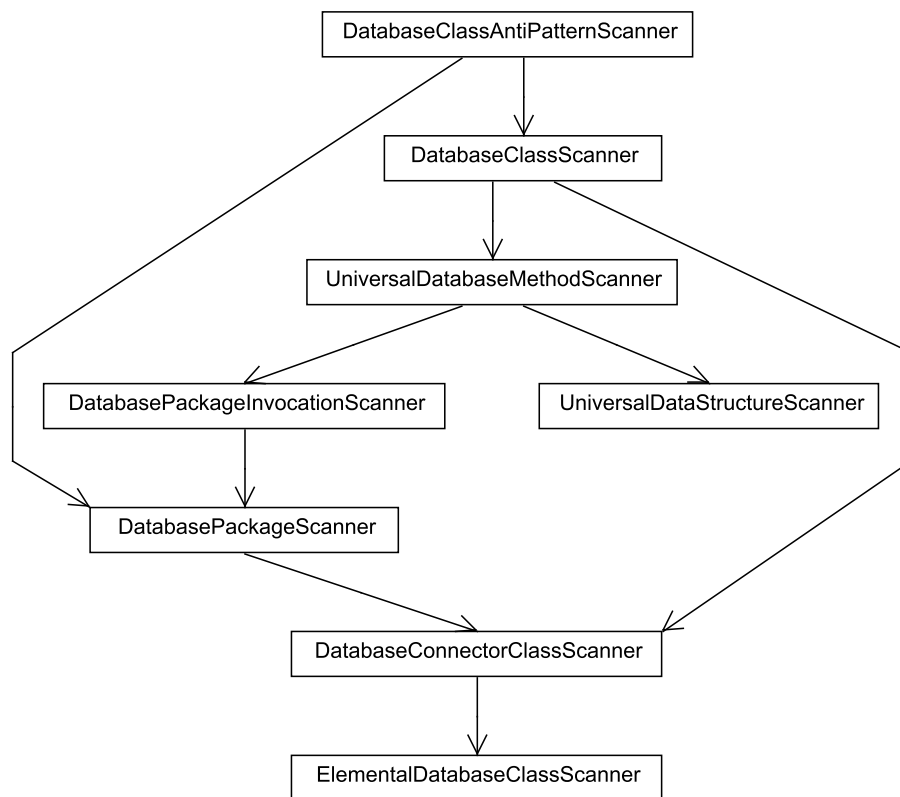 DatabaseClassAntiPatternScanner
DatabaseClassScanner
UniversalDatabaseMethodScanner
DatabasePackageInvocationScanner
UniversalDataStructureScanner
DatabasePackageScanner
DatabaseConnectorClassScanner
ElementalDatabaseClassScanner